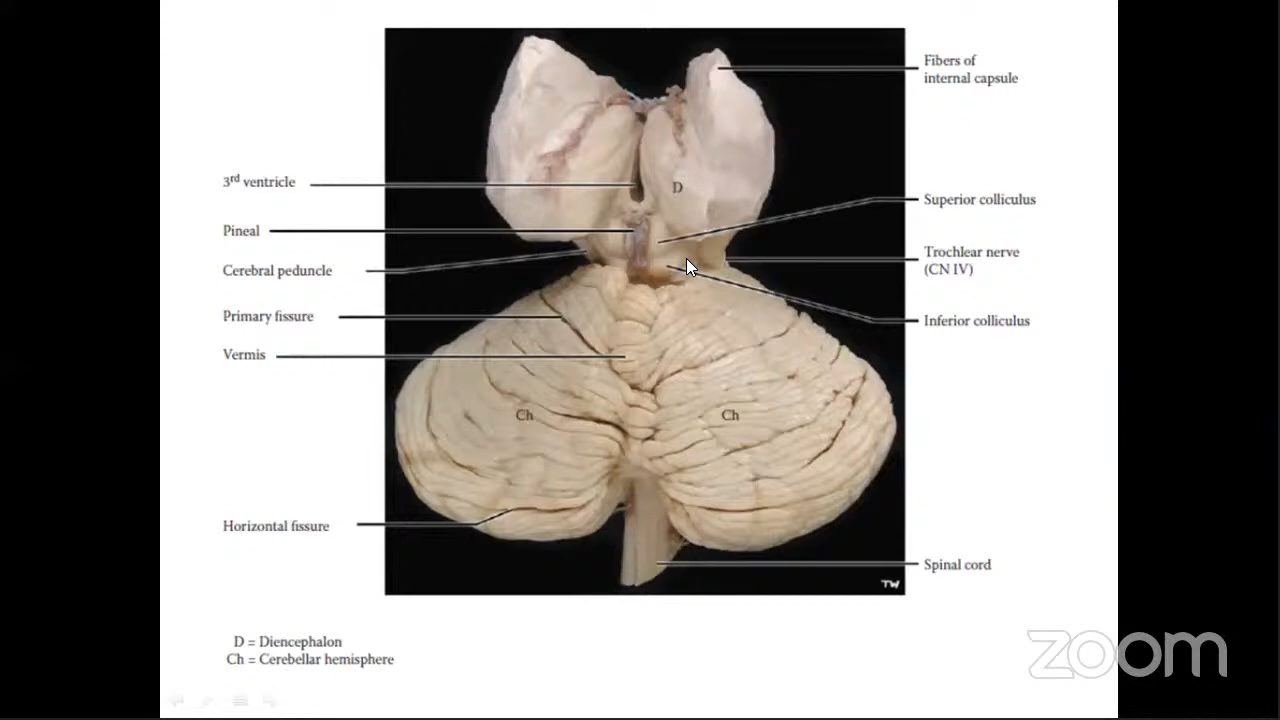 Fibers of
internal capsule
3rd ventricle
D
Superior colliculus
Pineal
Trochlear nerve
(CN IV)
Cerebral peduncle
Primary fissure
Inferior colliculus
Vermis
Ch
Ch
Horizontal fissure
Spinal cord
TW
D = Diencephalon
Ch = Cerebellar hemisphere
zoom